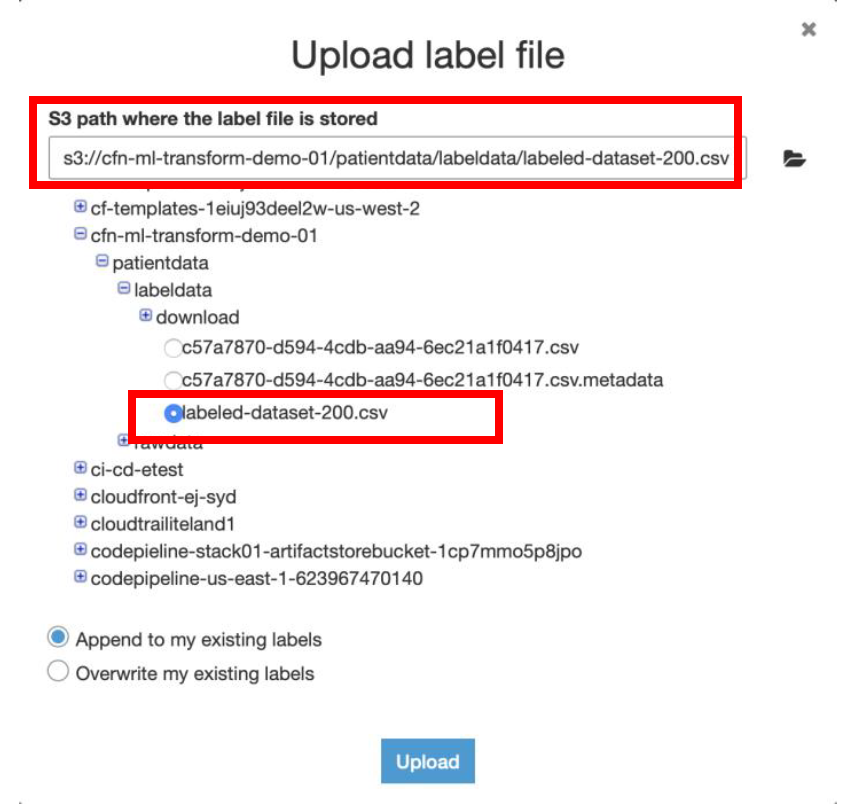 Upload label file
S3 path where the label file is stored
s3://cfn-ml-transform-demo-01/patientdata/labeldata/labeled-dataset-200.csv
cf-templates-1eiuj93deel2w-us-west-2
cfn-ml-transform-demo-01
patientdata
labeldata
download
c57a7870-d594-4cdb-aa94-6ec21a1f0417.csv
c57a7870-d594-4cdb-aa94-6ec21a1f0417.csv.metadata
labeled-dataset-200.csv
rawdata
ci-cd-etest
cloudfront-ej-syd
cloudtrailiteland1
codepieline-stack01-artifactstorebucket-1cp7mmo5p8jpo
codepipeline-us-east-1-623967470140
Append to my existing labels
Overwrite my existing labels
Upload